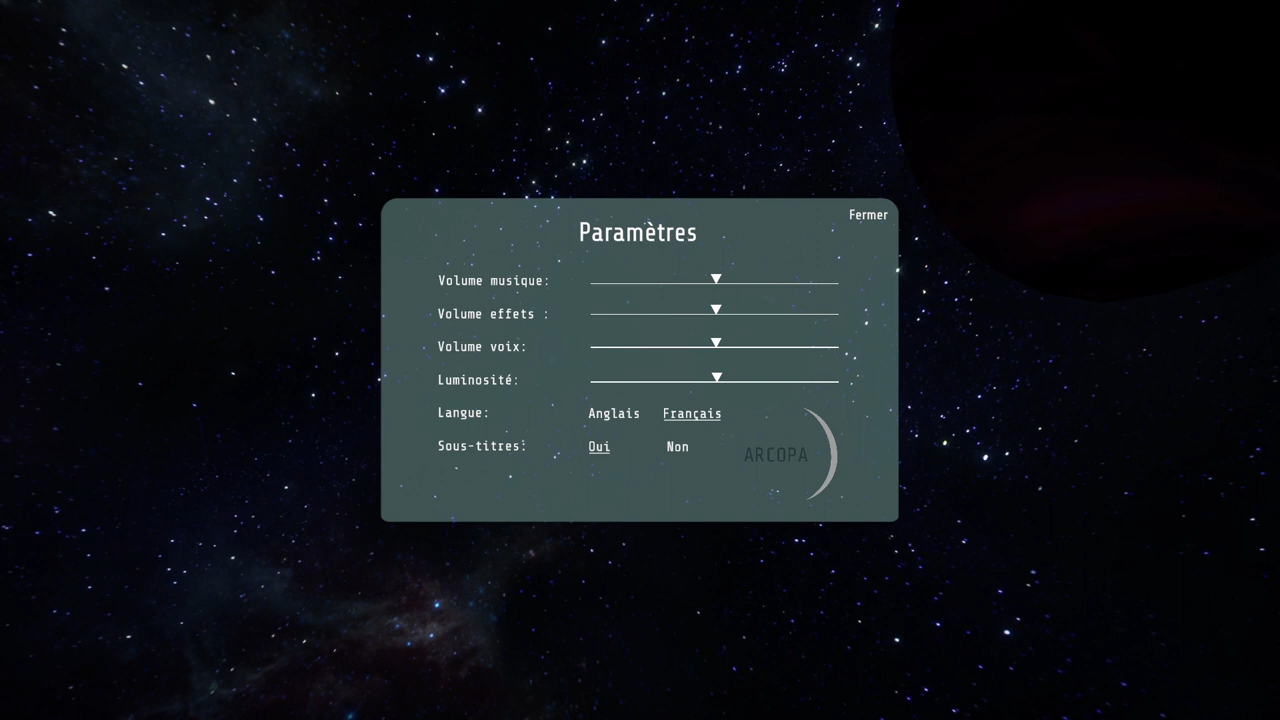 Fermer
Paramètres
Volume musique:
Volume effets :
Volume voix:
Luminosité:
Langue: Anglais Français
Sous-titres: Oui Non
ARCOPA